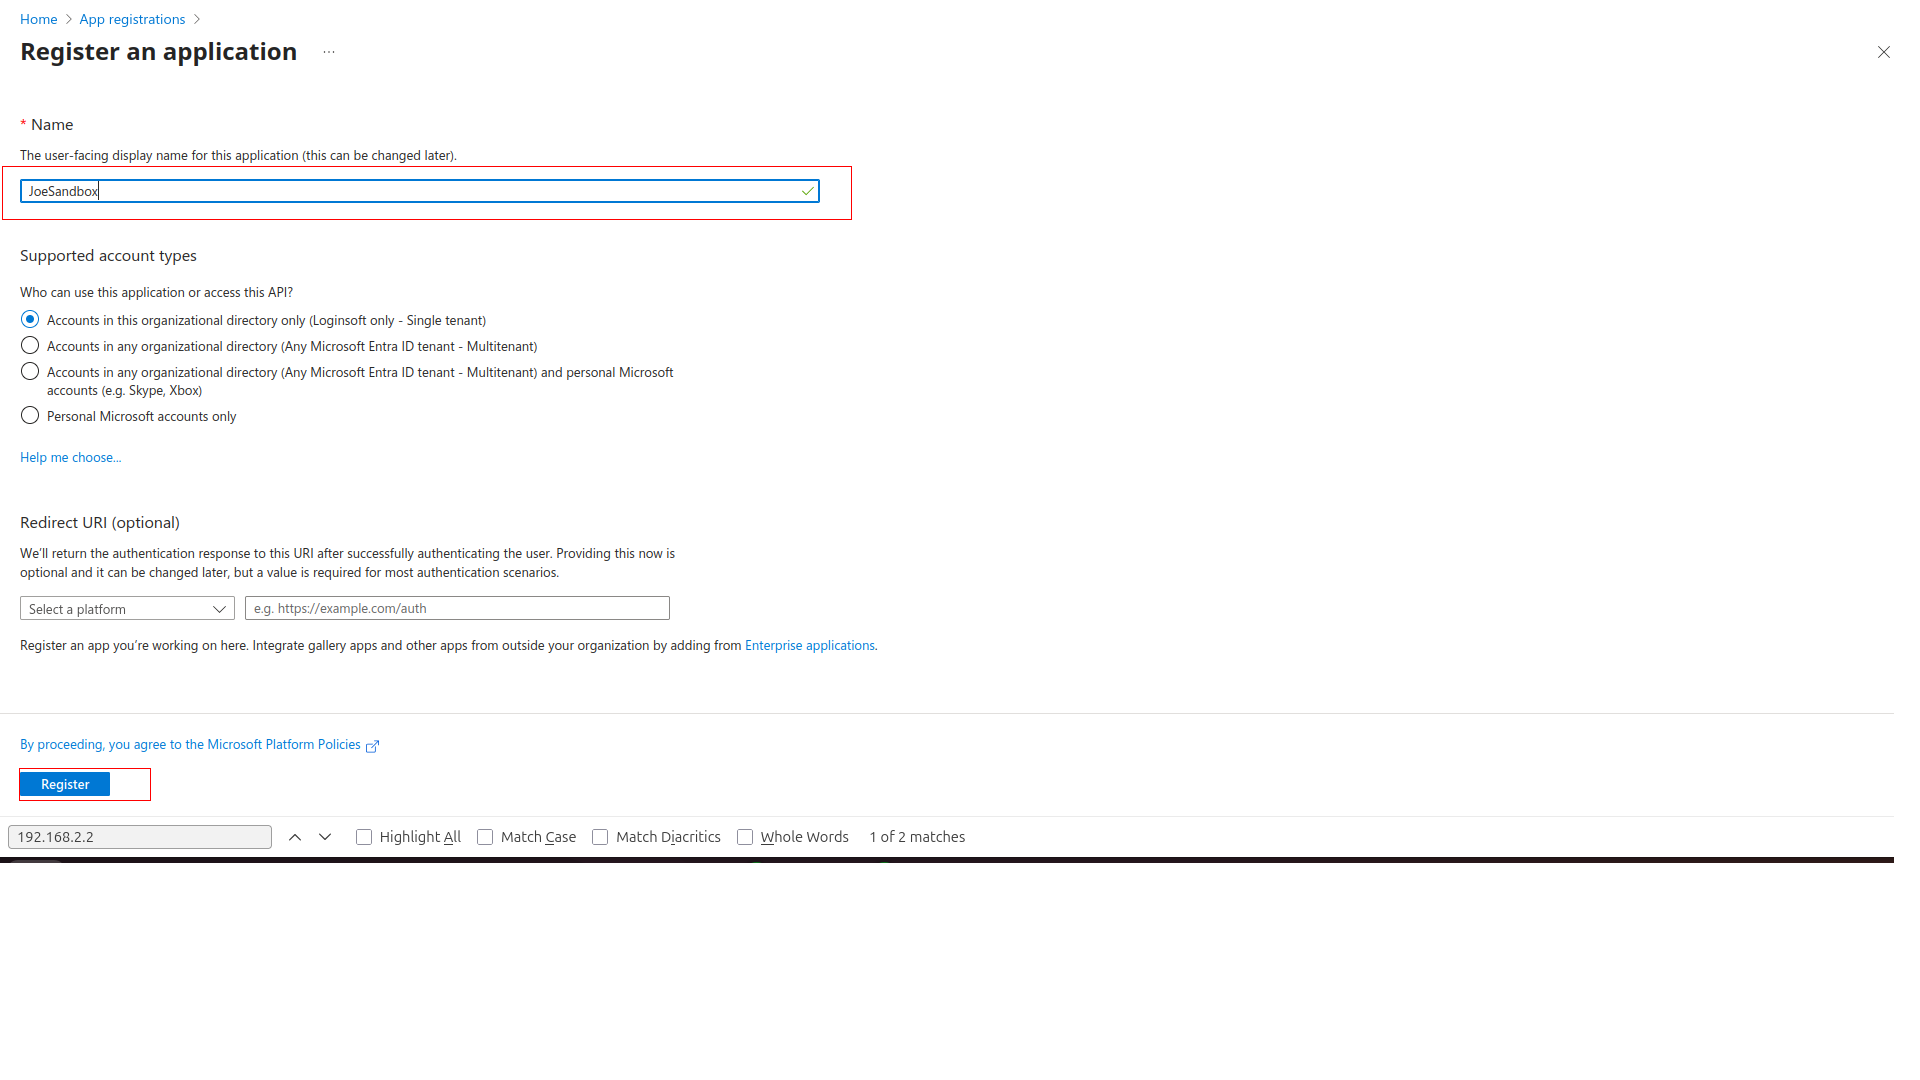 Home > App registrations >
Register an application ...
* Name
The user-facing display name for this application (this can be changed later).
JoeSandbox
Supported account types
Who can use this application or access this API?
Accounts in this organizational directory only (Loginsoft only - Single tenant)
Accounts in any organizational directory (Any Microsoft Entra ID tenant - Multitenant)
Accounts in any organizational directory (Any Microsoft Entra ID tenant - Multitenant) and personal Microsoft
accounts (e.g. Skype, Xbox)
Personal Microsoft accounts only
Help me choose...
Redirect URI (optional)
We'll return the authentication response to this URI after successfully authenticating the user. Providing this now is
optional and it can be changed later, but a value is required for most authentication scenarios.
Select a platform e.g. https://example.com/auth
Register an app you're working on here. Integrate gallery apps and other apps from outside your organization by adding from Enterprise applications.
By proceeding, you agree to the Microsoft Platform Policies
Register
192.168.2.2 Highlight All Match Case Match Diacritics Whole Words 1 of 2 matches